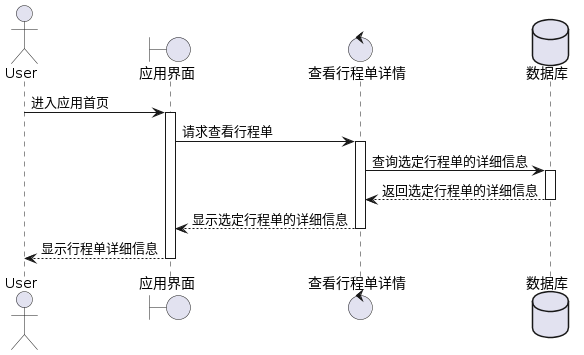 User
应用界面
查看行程单详情
数据库
进入应用首页
请求查看行程单
查询选定行程单的详细信息
返回选定行程单的详细信息
显示选定行程单的详细信息
显示行程单详细信息
User
应用界面
查看行程单详情
数据库